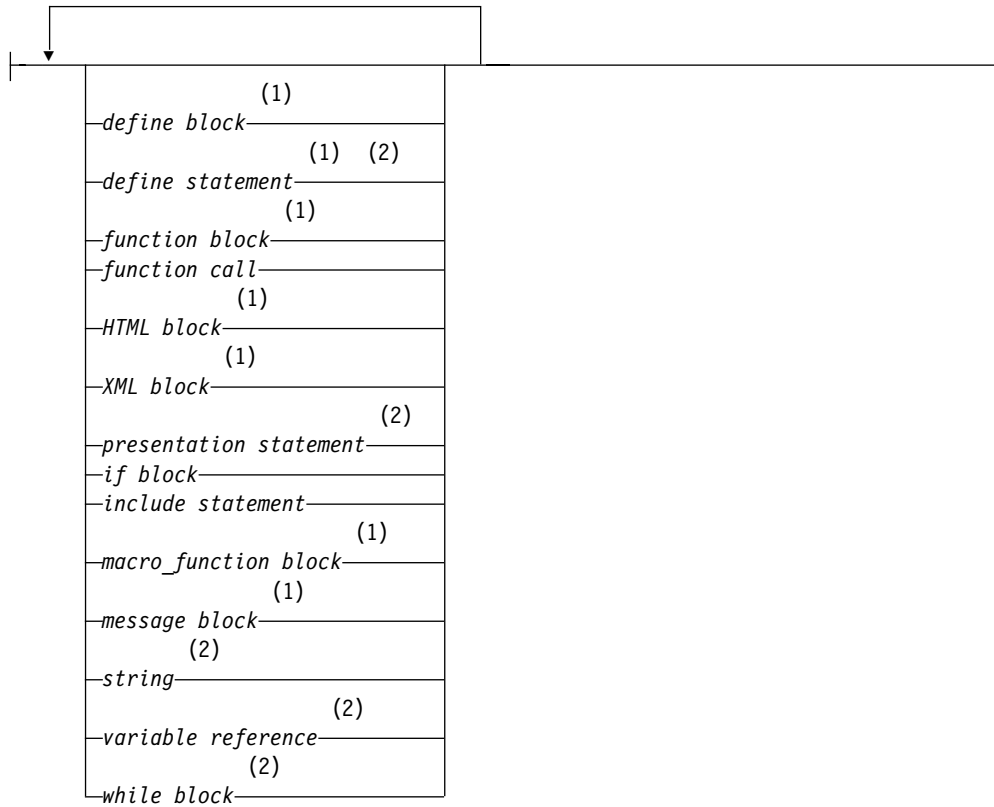 (1)
define block
(1) (2)
define statement
(1)
function block
function call
(1)
HTML block
(1)
XML block
(2)
presentation statement
if block
include statement
(1)
macro_function block
(1)
message block
(2)
string
(2)
variable reference
(2)
while block